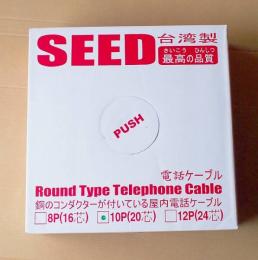 SEED 台湾製
さいこう ひんしつ
最高の品質
PUSH
電話ケーブル
Round Type Telephone Cable
銅のコンダクターが付いている屋内電話ケーブル
8P(16芯) 10P(20芯) 12P(24芯)